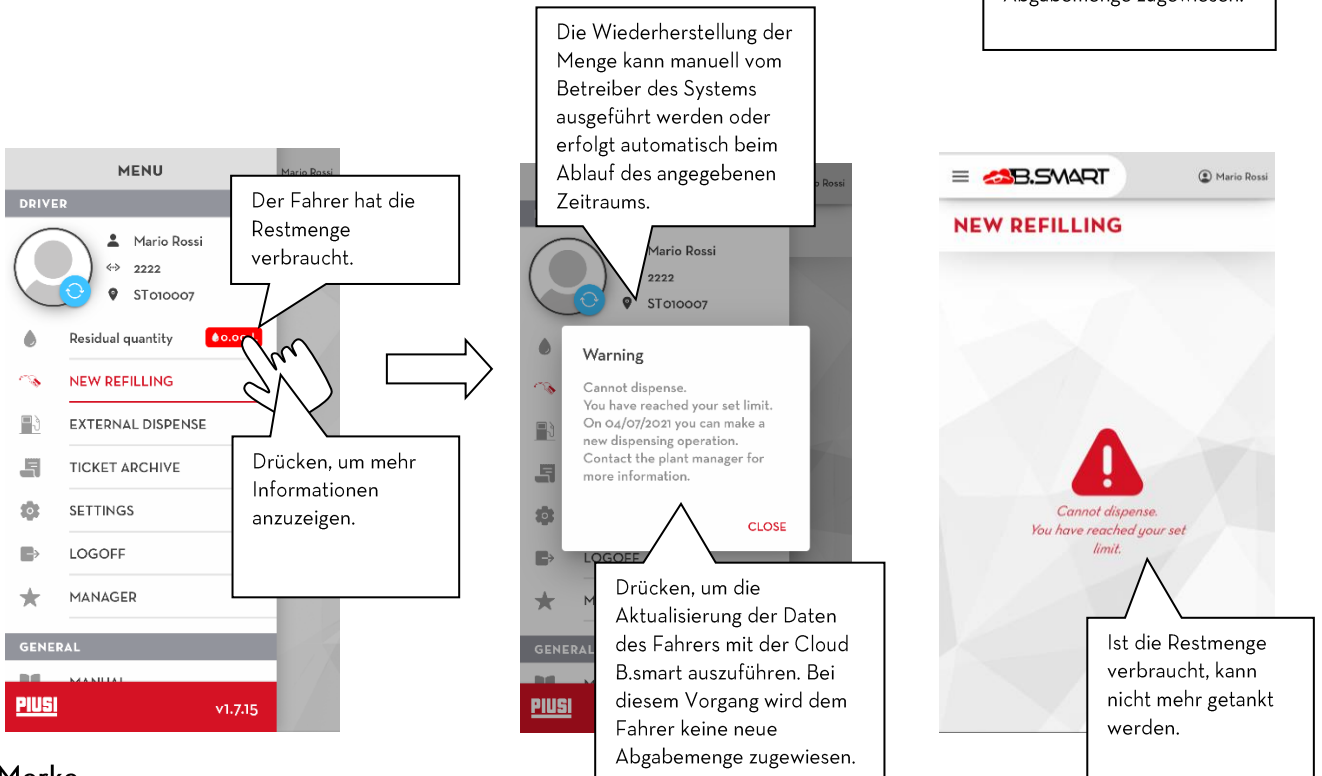 Abgabemenge zugewiesen.
Die Wiederherstellung der
Menge kann manuell vom
Betreiber des Systems
ausgeführt werden oder
erfolgt automatisch beim
Ablauf des angegebenen
Zeitraums.
MENU
Mario Rossi
DRIVER
Mario Rossi
2222
ST010007
Residual quantity
NEW REFILLING
EXTERNAL DISPENSE
TICKET ARCHIVE
SETTINGS
LOGOFF
MANAGER
GENERAL
MANUAL
PIUSI
v1.7.15
Der Fahrer hat die
Restmenge
verbraucht.
Drücken, um mehr
Informationen
anzuzeigen.
Rossi
Mario Rossi
2222
ST010007
Warning
Cannot dispense.
You have reached your set limit.
On 04/07/2021 you can make a
new dispensing operation.
Contact the plant manager for
more information.
CLOSE
LOGOFF
GENERAL
PIUSI
Drücken, um die
Aktualisierung der Daten
des Fahrers mit der Cloud
B.smart auszuführen. Bei
diesem Vorgang wird dem
Fahrer keine neue
Abgabemenge zugewiesen.
B.SMART
Mario Rossi
NEW REFILLING
Cannot dispense.
You have reached your set
limit.
Ist die Restmenge
verbraucht, kann
nicht mehr getankt
werden.